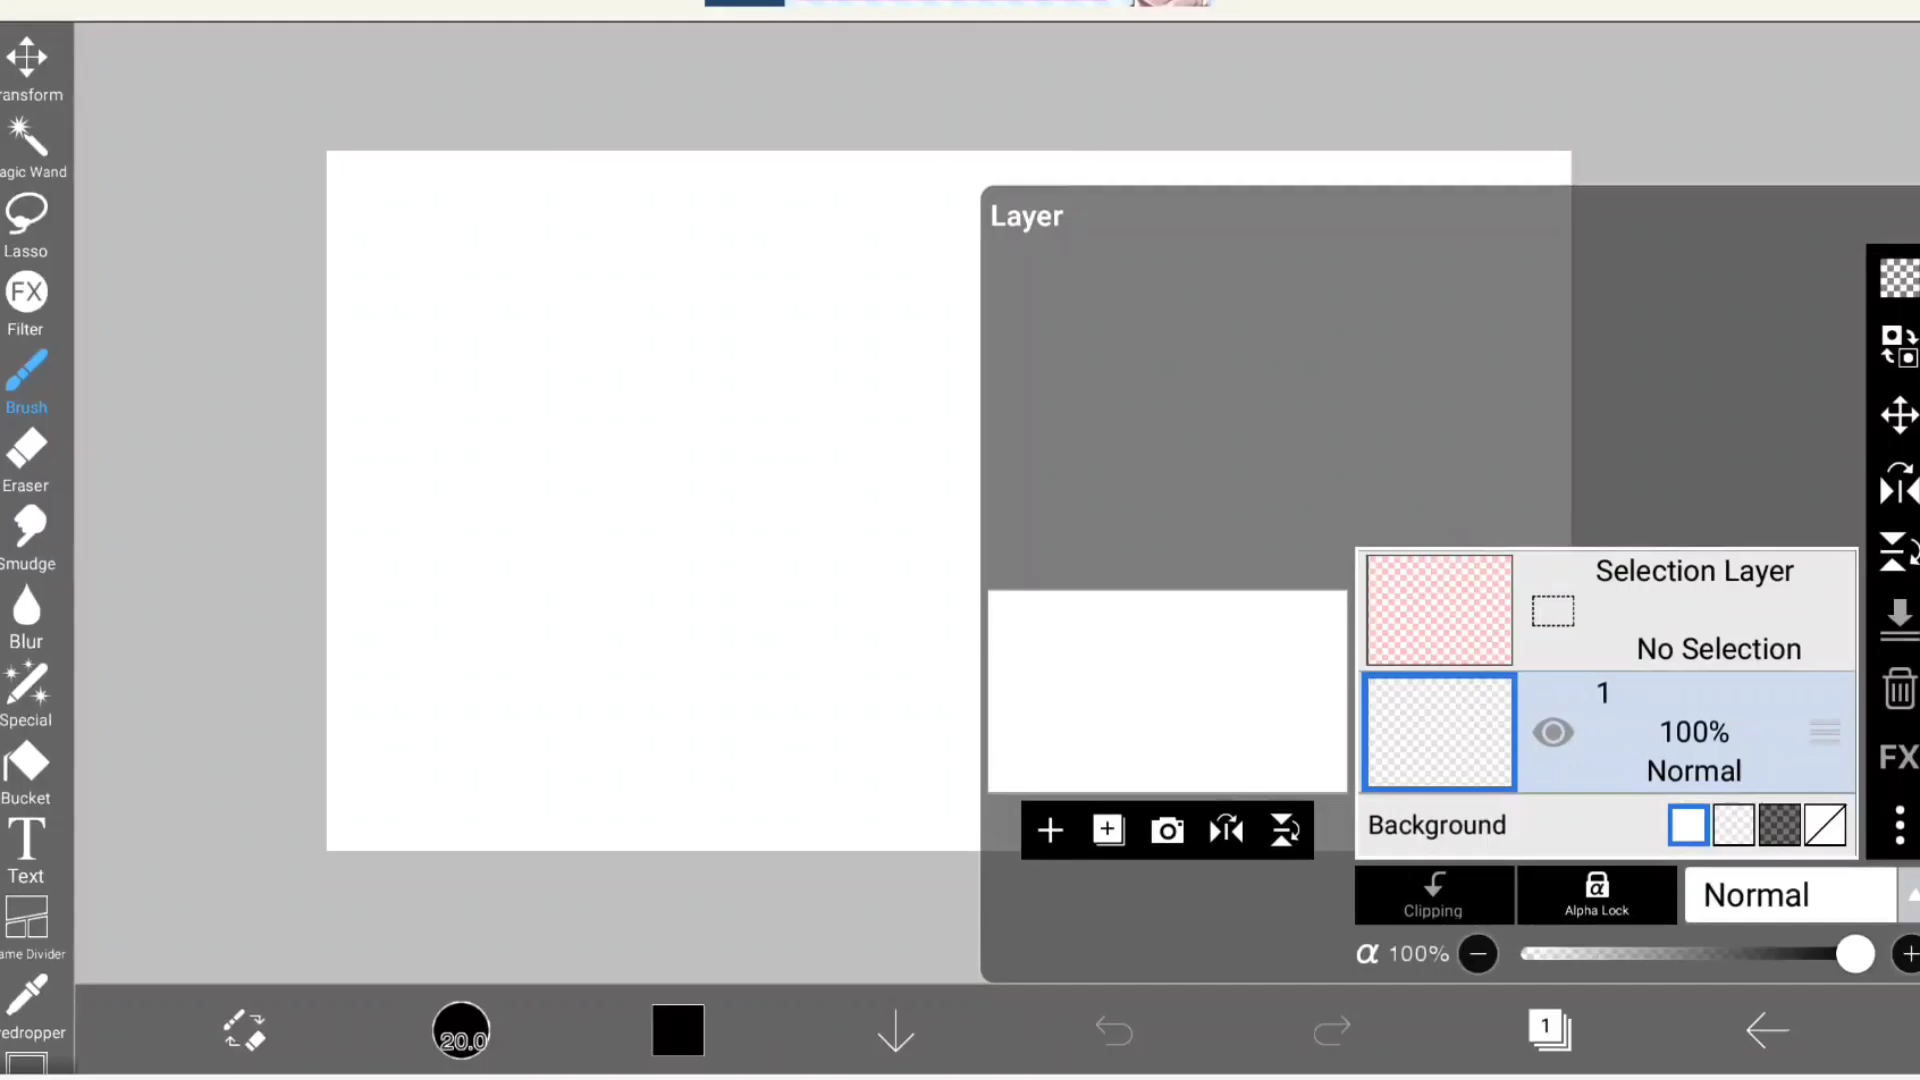 ransform
agic Wand
Lasso
FX
Filter
Brush
Eraser
Smudge
Blur
Special
Bucket
T
Text
ame Divider
edropper
Layer
Selection Layer
No Selection
1
100%
Normal
Background
FX
Clipping
α
Alpha Lock
Normal
α 100%
20.0
1